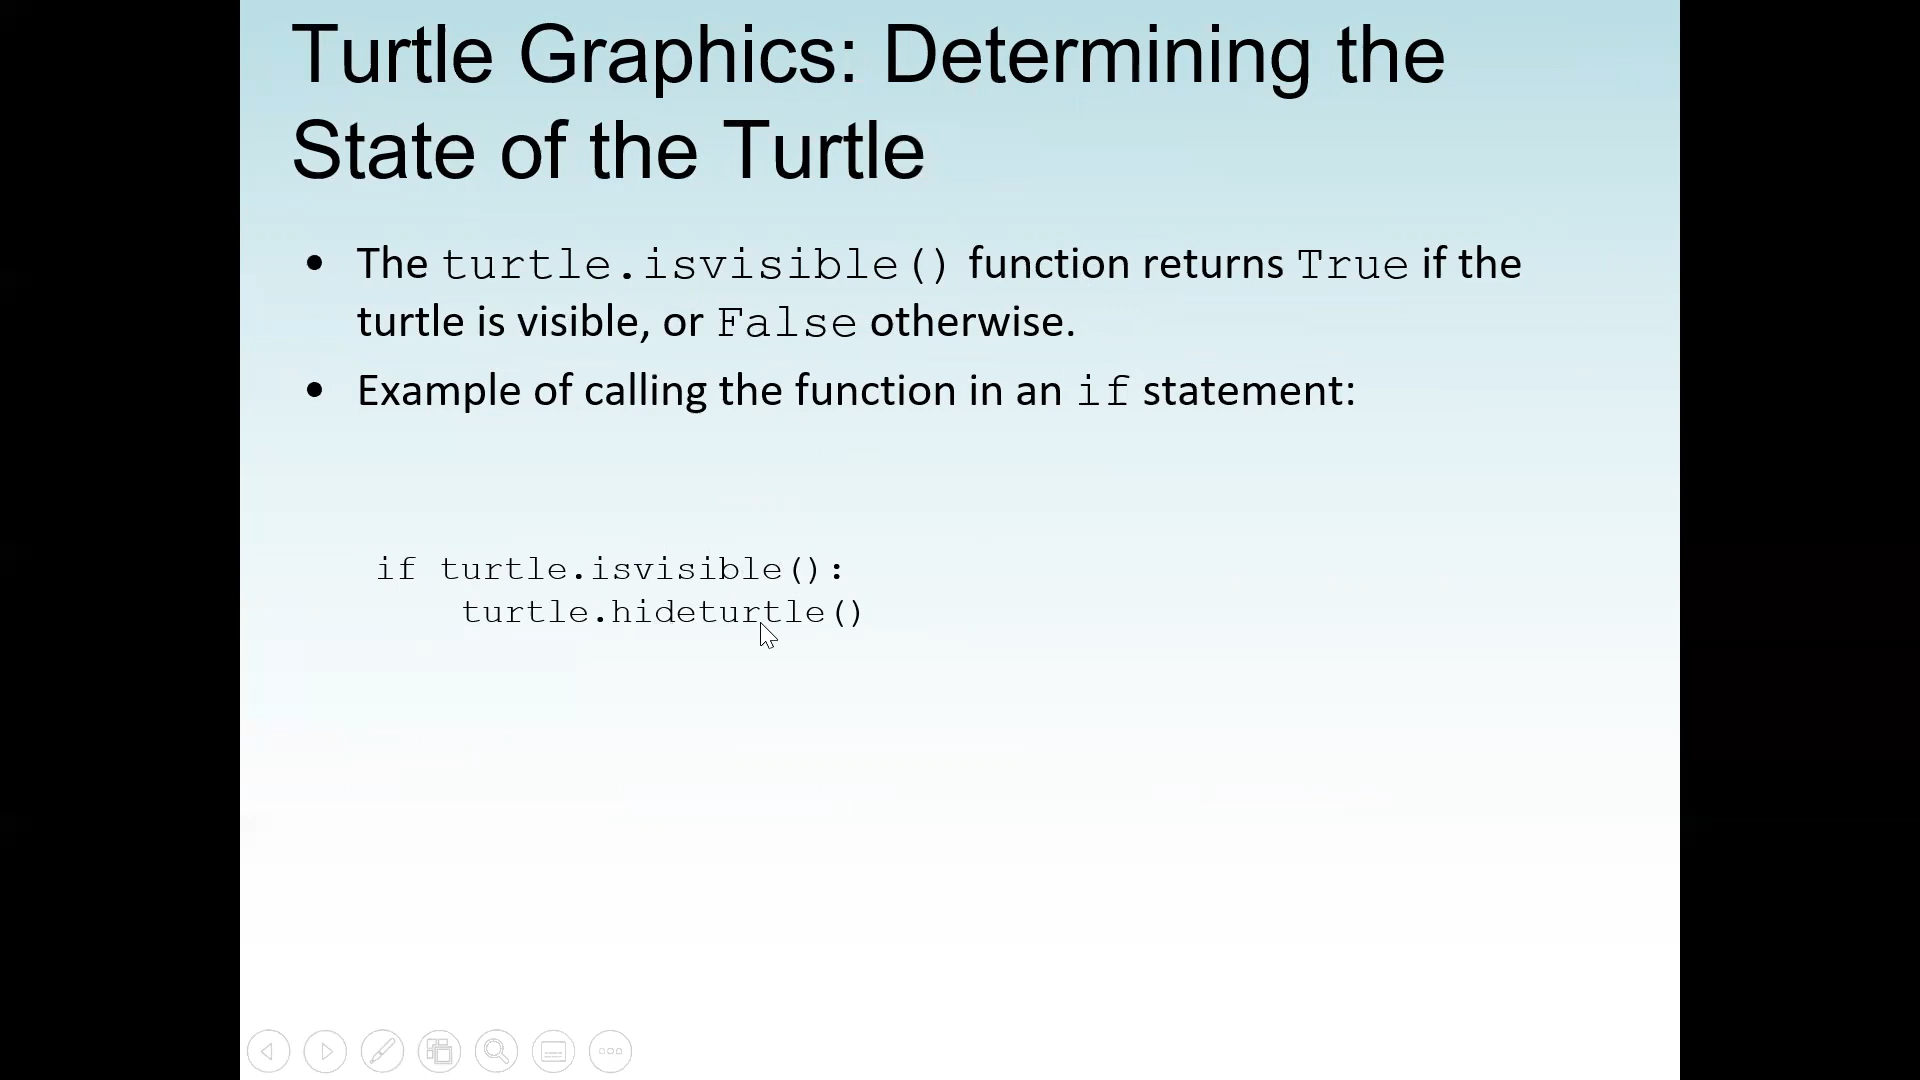 Turtle Graphics: Determining the
State of the Turtle
• The turtle.isvisible() function returns True if the
turtle is visible, or False otherwise.
• Example of calling the function in an if statement:
if turtle.isvisible():
    turtle.hideturtle()